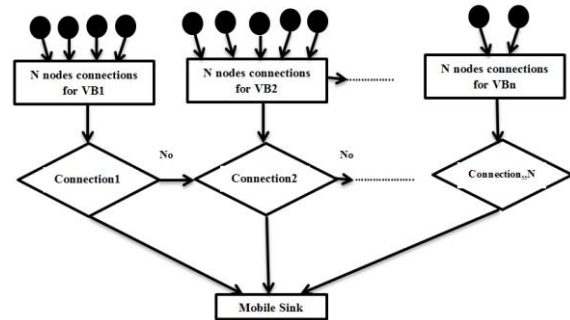 N nodes connections
for VB1
N nodes connections
for VB2
N nodes connections
for VBn
No
No
Connection1
Connection2
Connection,,N
Mobile Sink